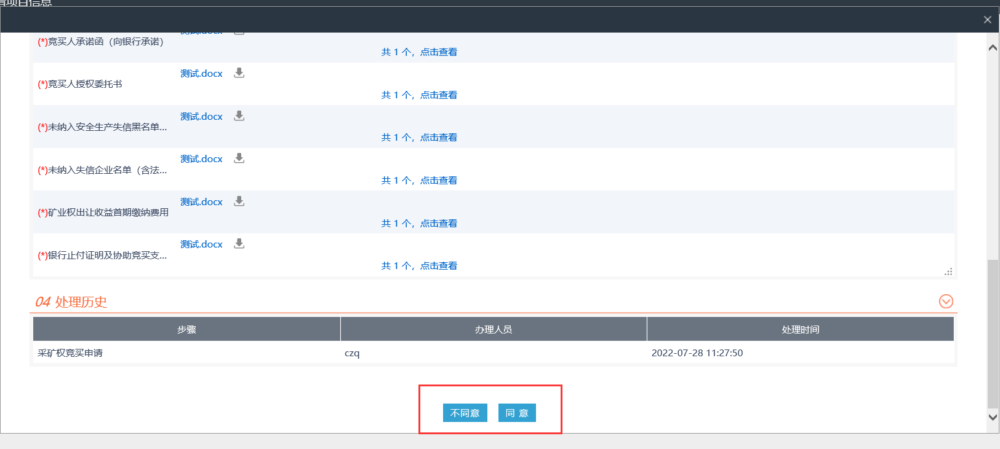 看项目信息
测试.docx
(*)竞买人承诺函（向银行承诺）
共 1 个，点击查看
测试.docx
(*)竞买人授权委托书
共 1 个，点击查看
测试.docx
(*)未纳入安全生产失信黑名单...
共 1 个，点击查看
测试.docx
(*)未纳入失信企业名单（含法...
共 1 个，点击查看
测试.docx
(*)矿业权出让收益首期缴纳费用
共 1 个，点击查看
测试.docx
(*)银行止付证明及协助竞买支...
共 1 个，点击查看
04 处理历史
步骤 办理人员 处理时间
采矿权竞买申请 czq 2022-07-28 11:27:50
不同意 同 意